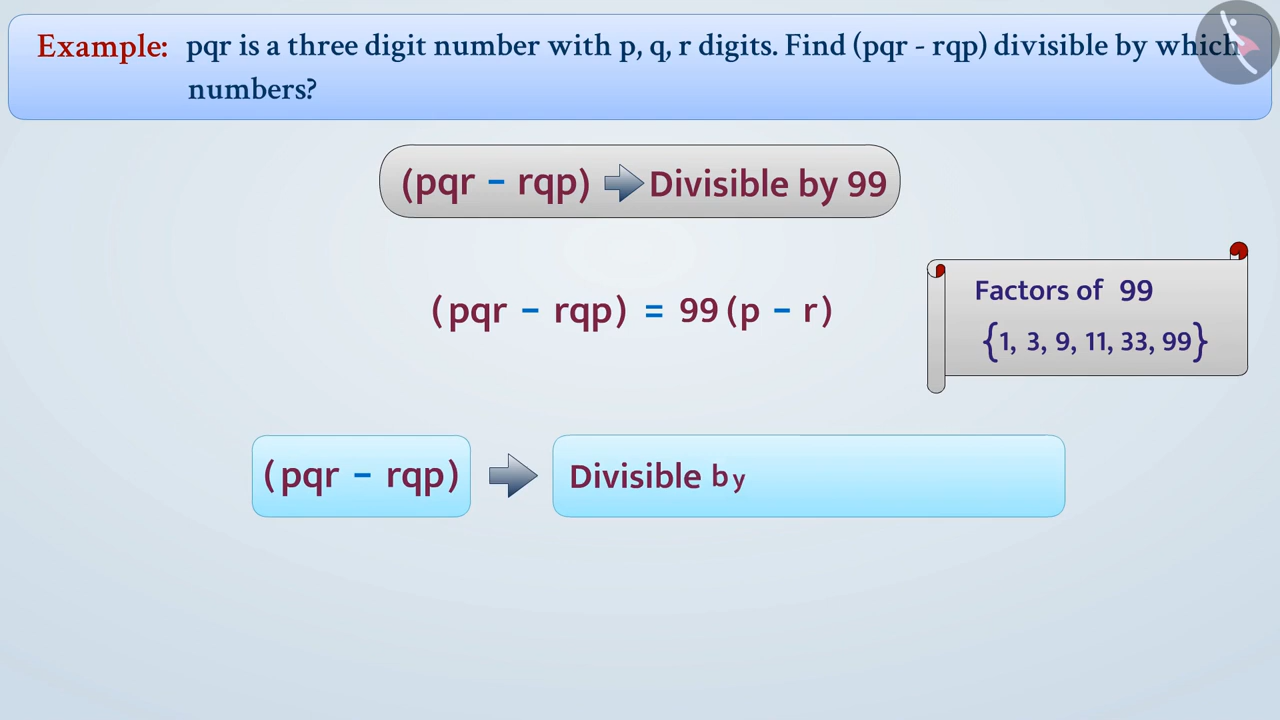 Example: pqr is a three digit number with p, q, r digits. Find (pqr - rqp) divisible by which
numbers?
(pqr - rqp) Divisible by 99
(pqr - rqp) = 99 (p - r)
Factors of 99
{1, 3, 9, 11, 33, 99}
(pqr - rqp) Divisible by